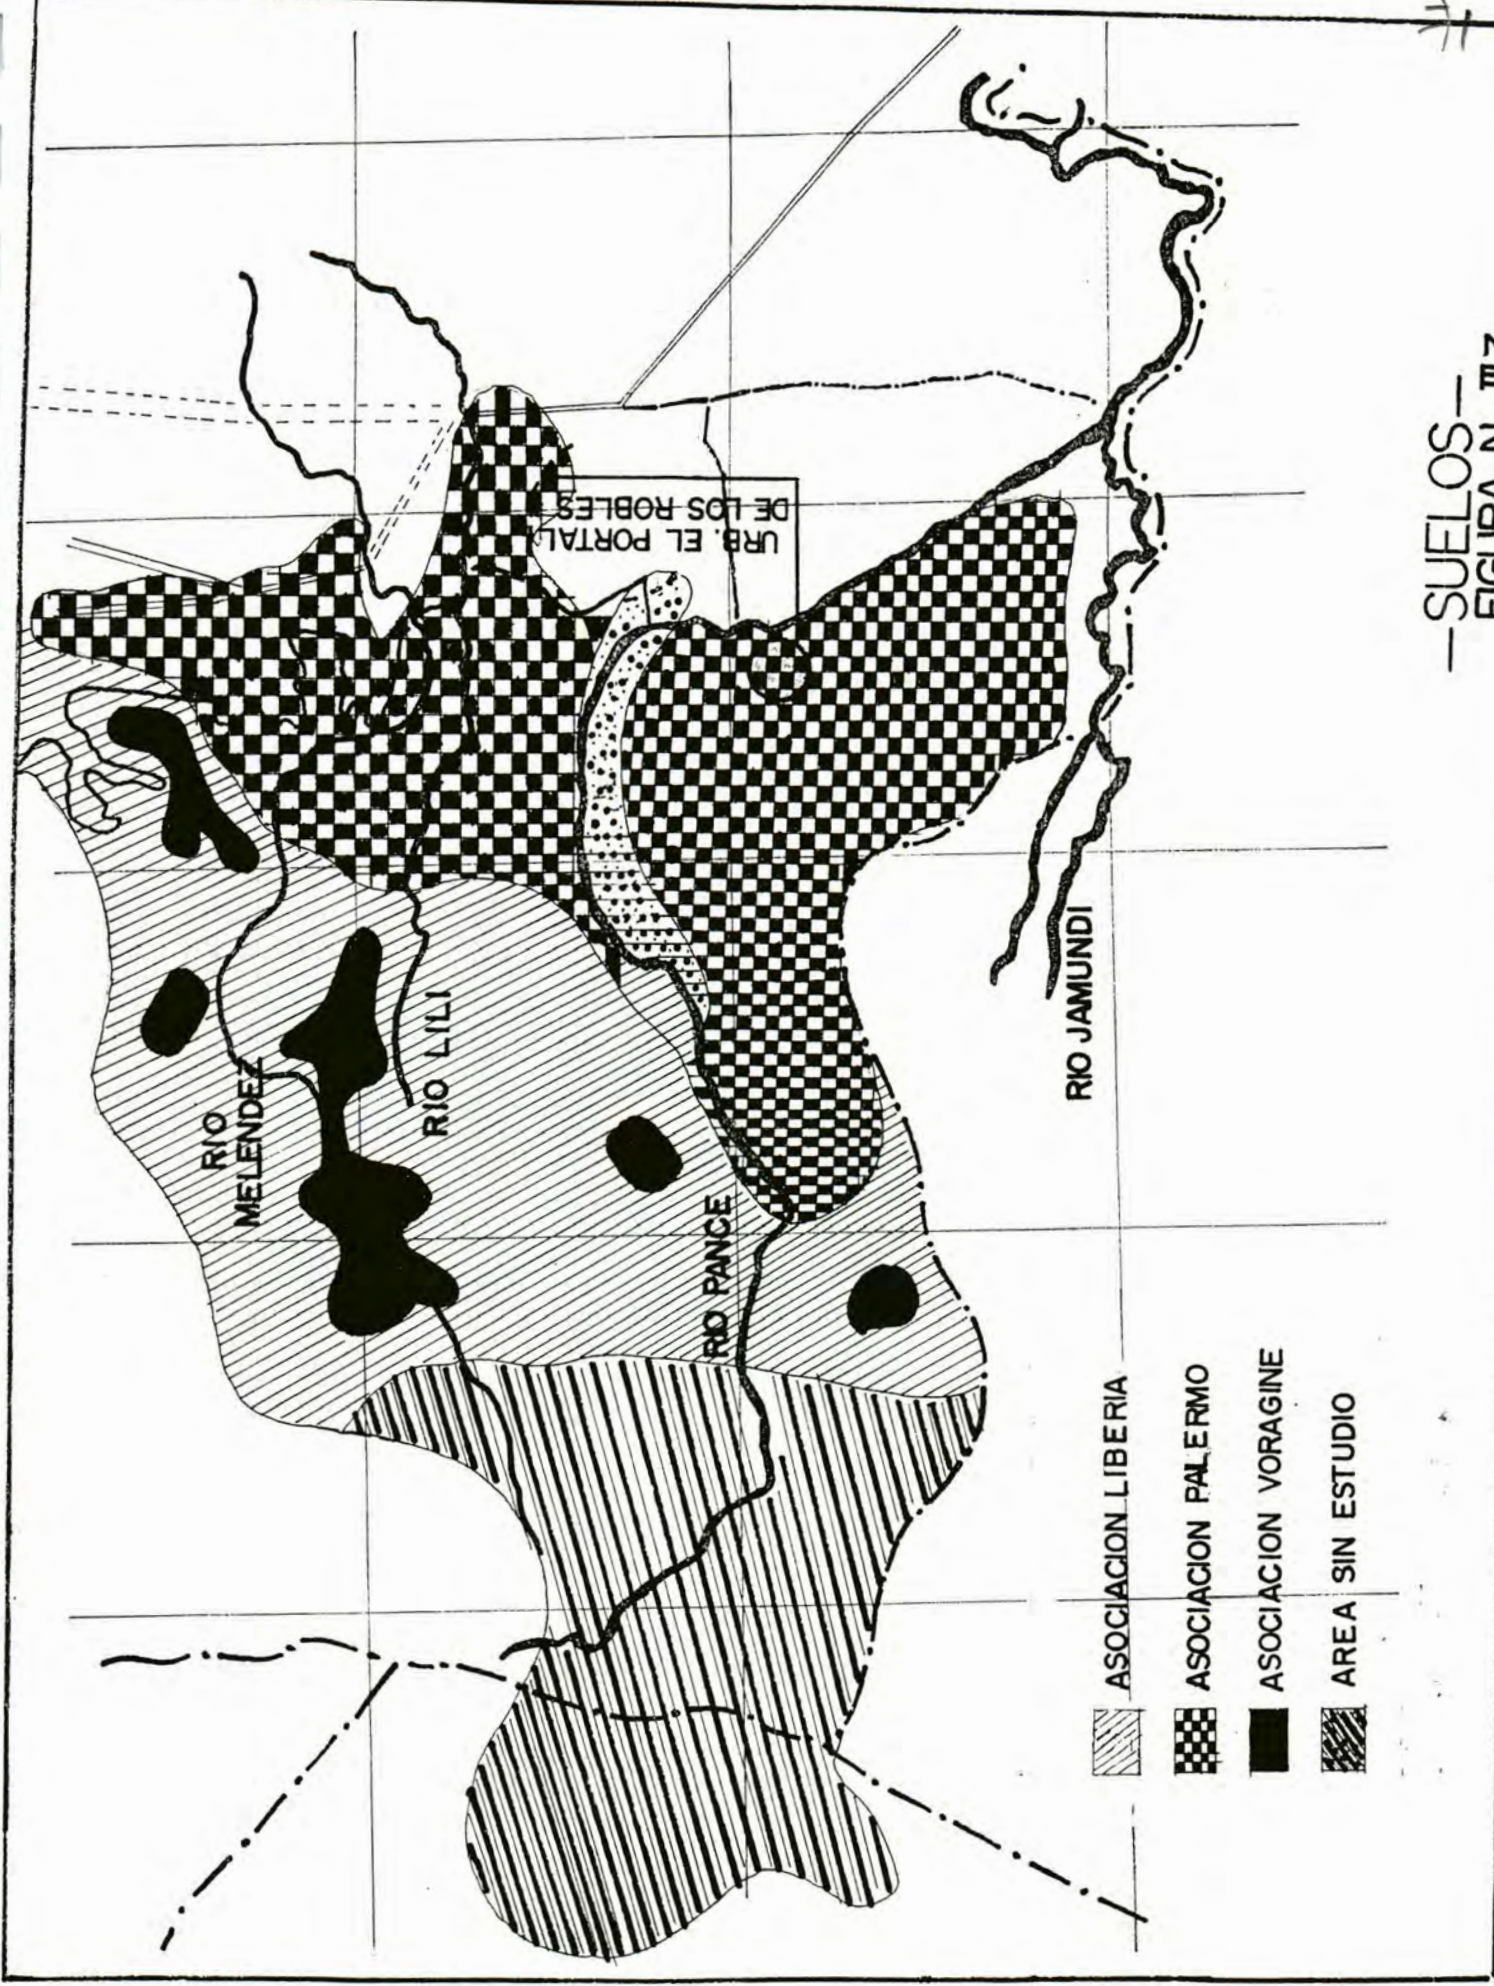 RIO
MELENDEZ
RIO LILI
RIO PANCE
URB. EL PORTAL
DE LOS ROBLES
RIO JAMUNDI
ASOCIACION LIBERIA
ASOCIACION PALERMO
ASOCIACION VORAGINE
AREA SIN ESTUDIO
—SUELOS—
FIGURA N